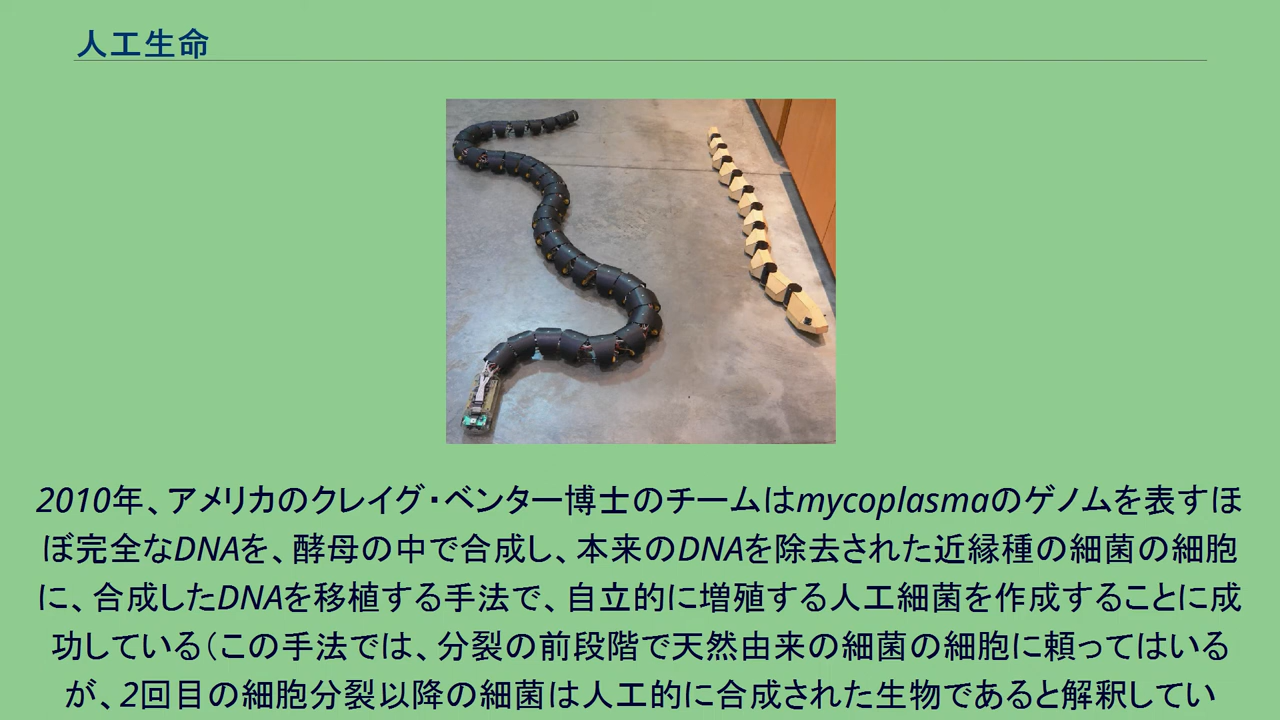 人工生命
2010年、アメリカのクレイグ・ベンター博士のチームはmycoplasmaのゲノムを表すほ
ぼ完全なDNAを、酵母の中で合成し、本来のDNAを除去された近縁種の細菌の細胞
に、合成したDNAを移植する手法で、自立的に増殖する人工細菌を作成することに成
功している（この手法では、分裂の前段階で天然由来の細菌の細胞に頼ってはいる
が、2回目の細胞分裂以降の細菌は人工的に合成された生物であると解釈してい